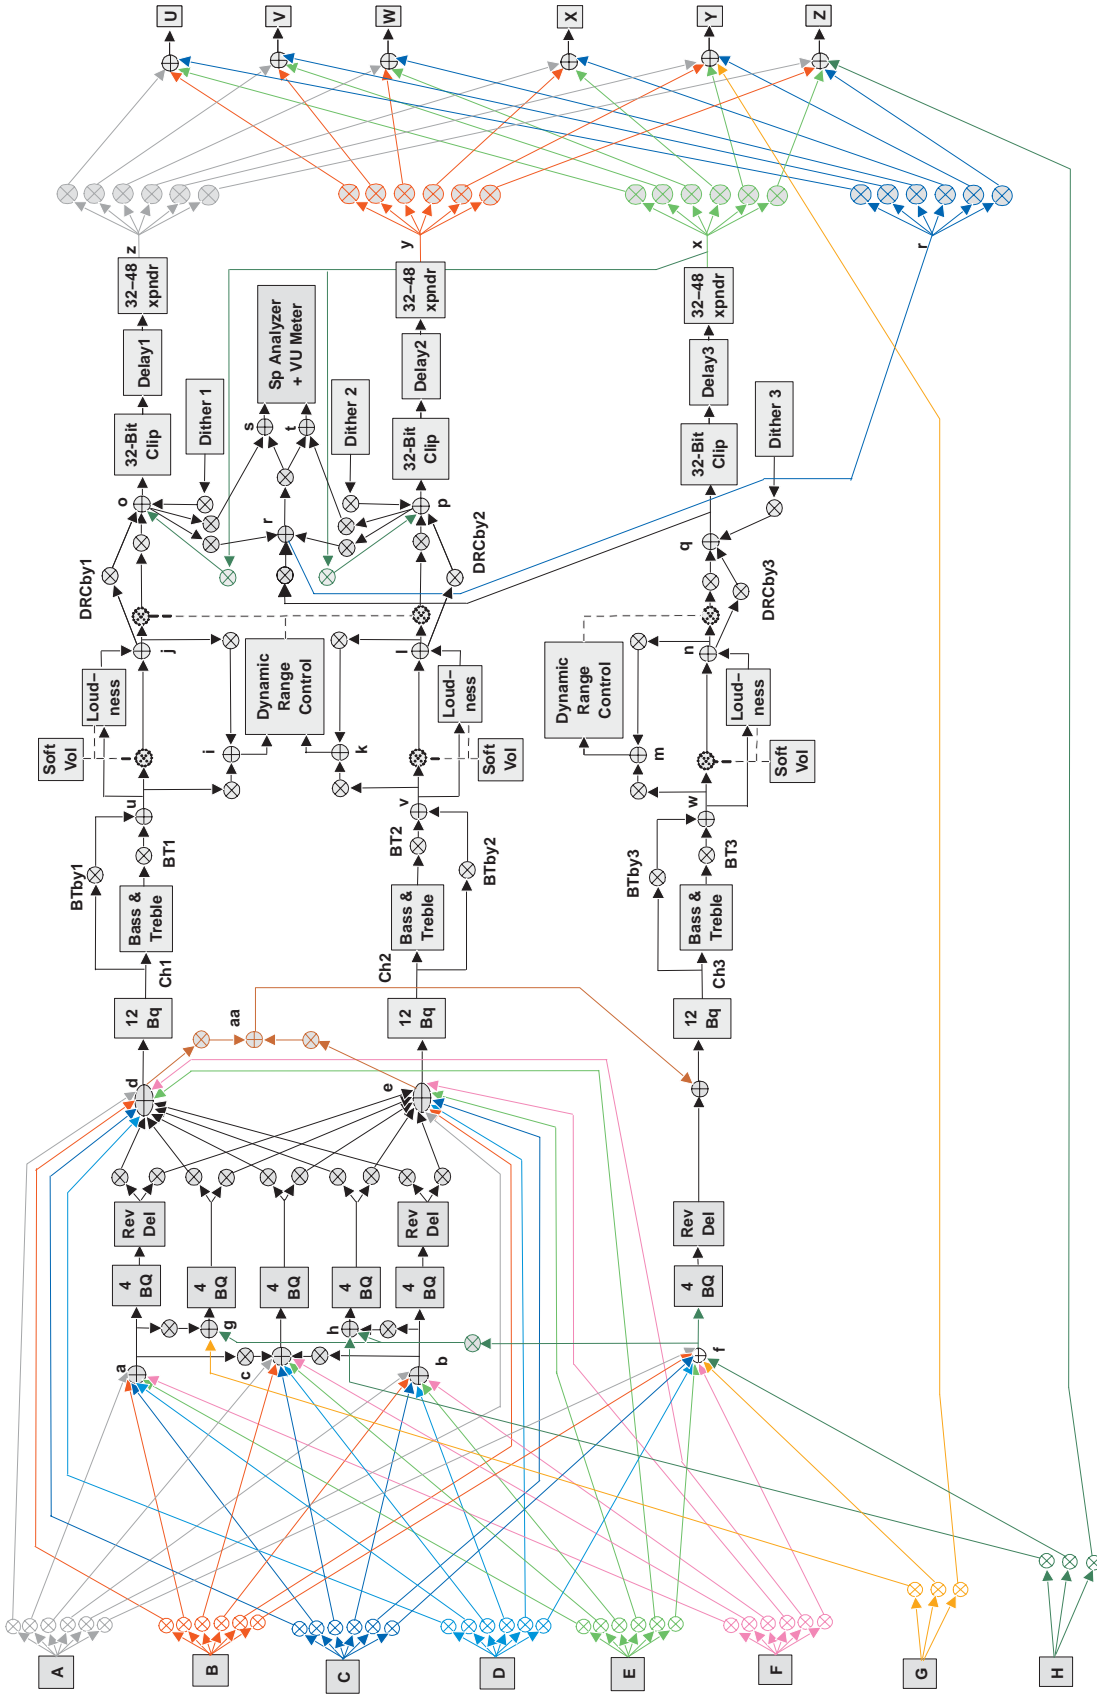 A
B
C
D
E
F
G
H
a
c
b
f
g
h
4
BQ
4
BQ
4
BQ
4
BQ
4
BQ
4
BQ
Rev
Del
Rev
Del
Rev
Del
d
e
aa
12
Bq
12
Bq
12
Bq
Ch1
Ch2
Ch3
Bass &
Treble
Bass &
Treble
Bass &
Treble
BTby1
BT1
BT2
BTby2
BTby3
BT3
u
v
w
Soft
Vol
Soft
Vol
Soft
Vol
i
k
m
Loud–
ness
Loud–
ness
Loud–
ness
Dynamic
Range
Control
Dynamic
Range
Control
j
l
n
DRCby1
DRCby2
DRCby3
o
r
p
q
Dither 1
Dither 2
Dither 3
s
t
32-Bit
Clip
32-Bit
Clip
32-Bit
Clip
Sp Analyzer
+ VU Meter
Delay1
Delay2
Delay3
32–48
xpndr
32–48
xpndr
32–48
xpndr
z
y
x
r
U
V
W
X
Y
Z